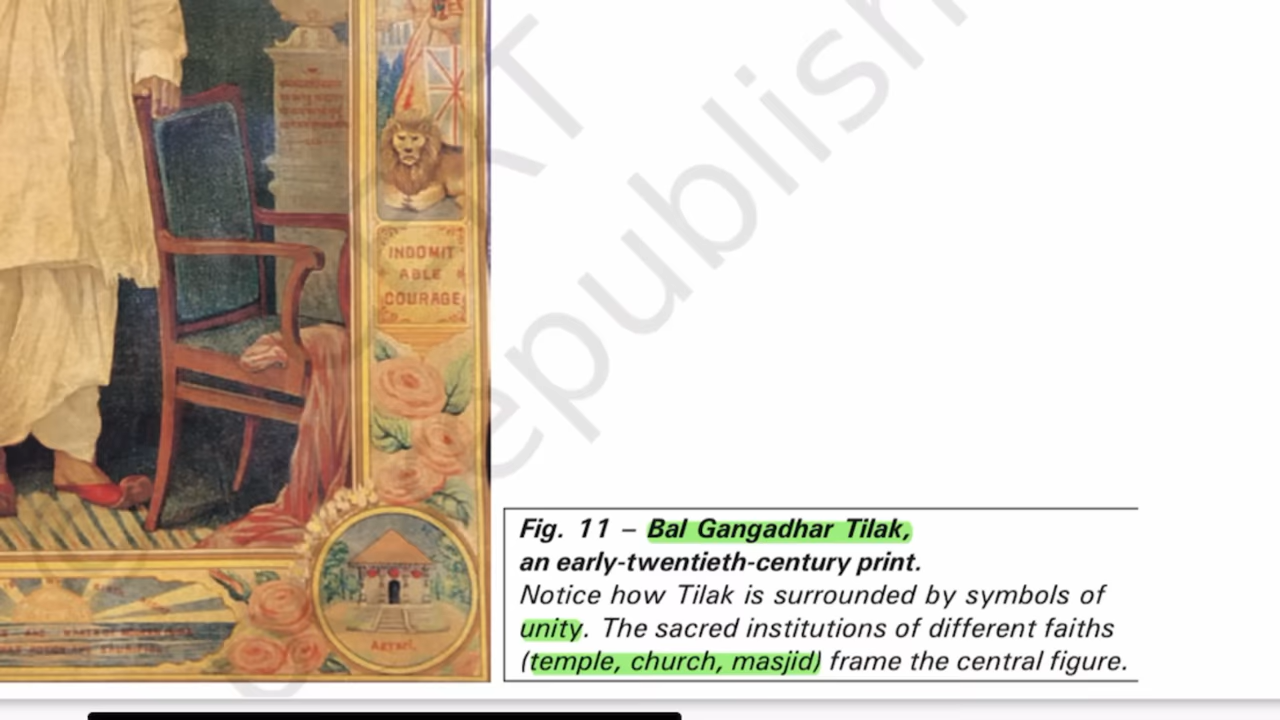 INDOMIT
ABLE
COURAGE
Fig. 11 – Bal Gangadhar Tilak,
an early-twentieth-century print.
Notice how Tilak is surrounded by symbols of
unity. The sacred institutions of different faiths
(temple, church, masjid) frame the central figure.
republish